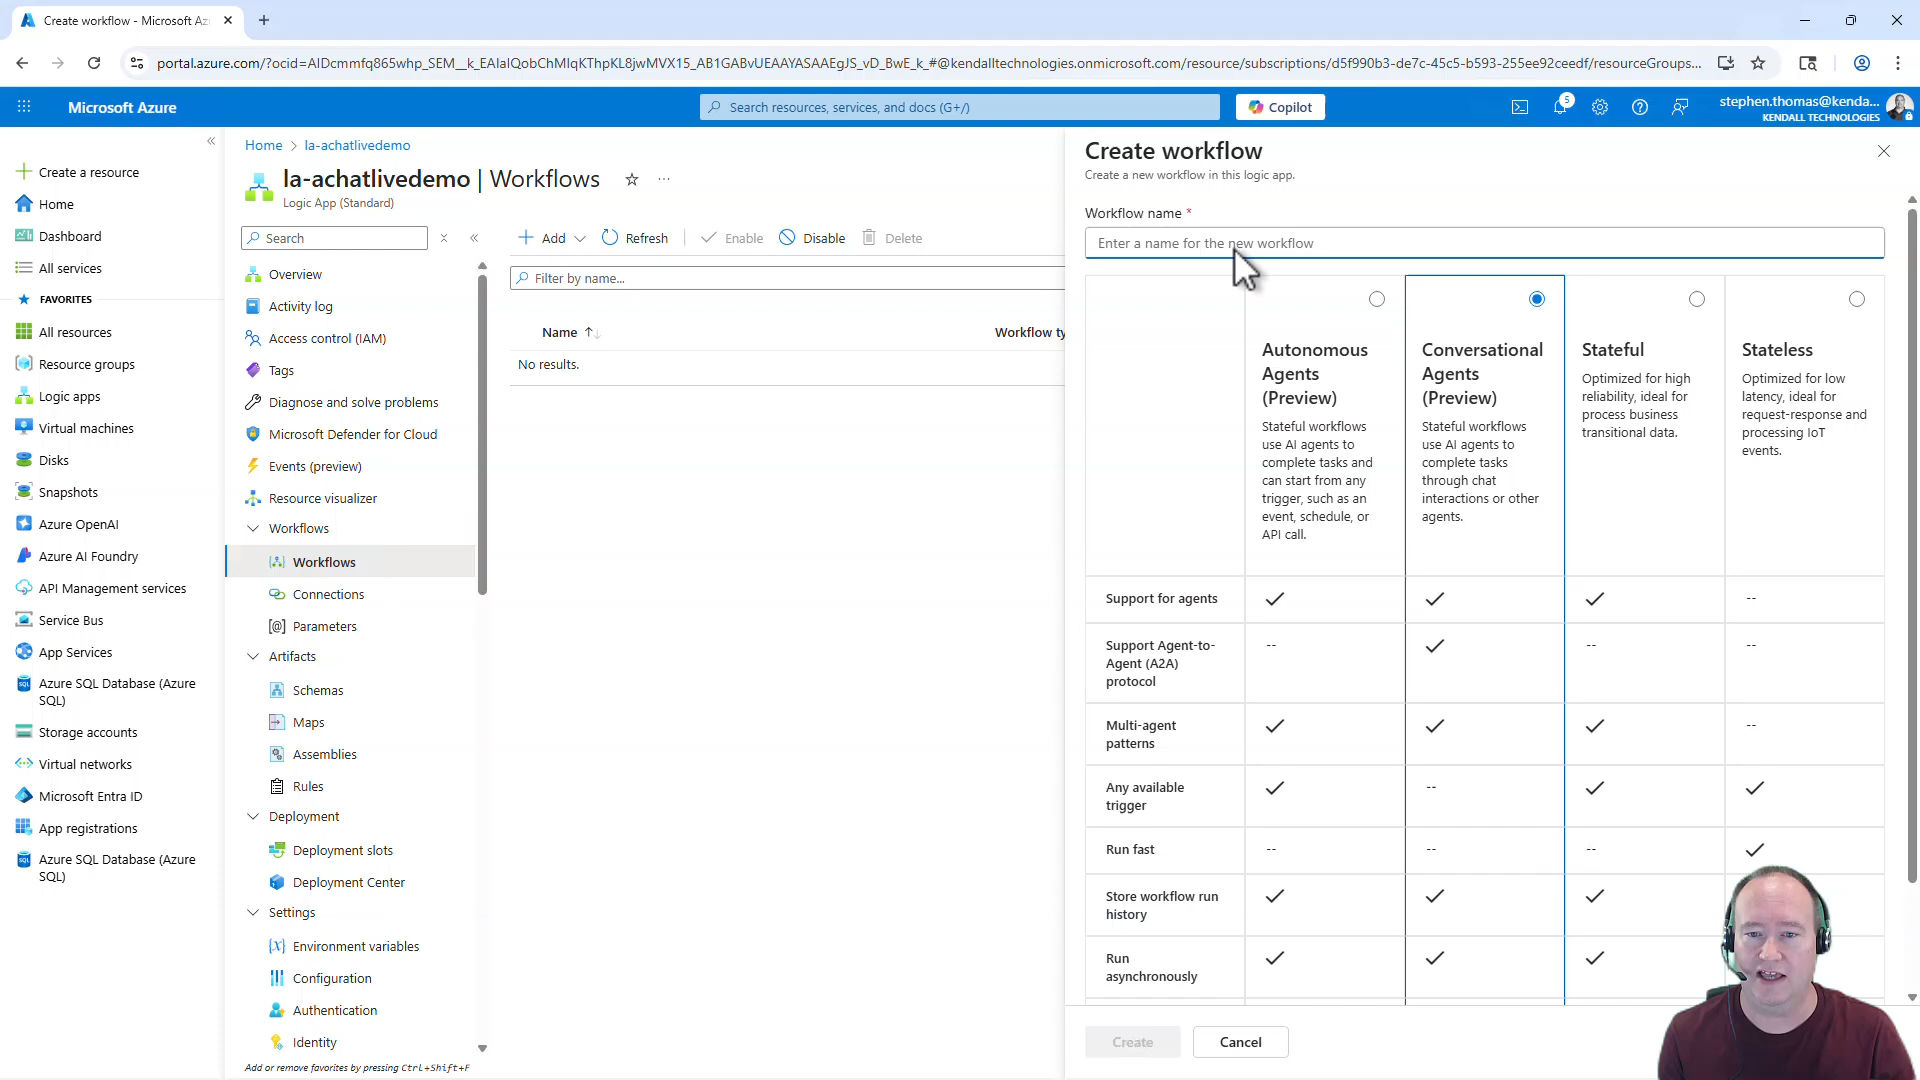 Create workflow - Microsoft Az
portal.azure.com/?ocid=AIDcmmfq865whp_SEM__k_EAIaIQobChMIqKThpKL8jwMVX15_AB1GABvUEAAYASAAEgJS_vD_BwE_k_#@kendalltechnologies.onmicrosoft.com/resource/subscriptions/d5f990b3-de7c-45c5-b593-255ee92ceedf/resourceGroups...
Microsoft Azure
Search resources, services, and docs (G+/)
Copilot
5
stephen.thomas@kenda...
KENDALL TECHNOLOGIES
Create a resource
Home
Dashboard
All services
FAVORITES
All resources
Resource groups
Logic apps
Virtual machines
Disks
Snapshots
Azure OpenAI
Azure AI Foundry
API Management services
Service Bus
App Services
Azure SQL Database (Azure
SQL)
Storage accounts
Virtual networks
Microsoft Entra ID
App registrations
Azure SQL Database (Azure
SQL)
Home > la-achatlivedemo
la-achatlivedemo | Workflows
Logic App (Standard)
Search
Overview
Activity log
Access control (IAM)
Tags
Diagnose and solve problems
Microsoft Defender for Cloud
Events (preview)
Resource visualizer
Workflows
Workflows
Connections
Parameters
Artifacts
Schemas
Maps
Assemblies
Rules
Deployment
Deployment slots
Deployment Center
Settings
Environment variables
Configuration
Authentication
Identity
Add or remove favorites by pressing Ctrl+Shift+F
Add
Refresh
Enable
Disable
Delete
Filter by name...
Name
Workflow ty
No results.
Create workflow
Create a new workflow in this logic app.
Workflow name *
Enter a name for the new workflow
Autonomous
Agents
(Preview)
Stateful workflows
use AI agents to
complete tasks and
can start from any
trigger, such as an
event, schedule, or
API call.
Conversational
Agents
(Preview)
Stateful workflows
use AI agents to
complete tasks
through chat
interactions or other
agents.
Stateful
Optimized for high
reliability, ideal for
process business
transitional data.
Stateless
Optimized for low
latency, ideal for
request-response and
processing IoT
events.
Support for agents
--
Support Agent-to-
Agent (A2A)
protocol
--
--
--
Multi-agent
patterns
--
Any available
trigger
--
Run fast
--
--
--
Store workflow run
history
Run
asynchronously
Create
Cancel